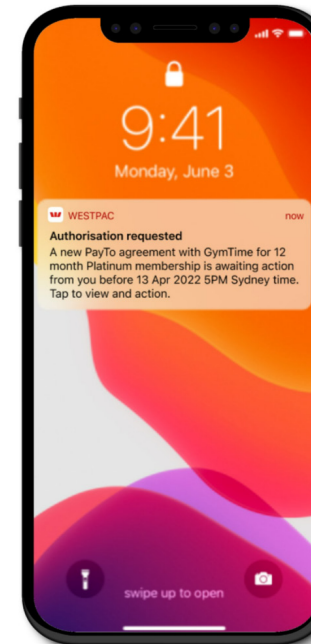 9:41
Monday, June 3
WESTPAC now
Authorisation requested
A new PayTo agreement with GymTime for 12
month Platinum membership is awaiting action
from you before 13 Apr 2022 5PM Sydney time.
Tap to view and action.
swipe up to open